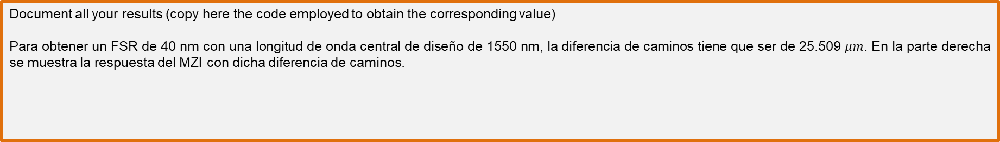 Document all your results (copy here the code employed to obtain the corresponding value)
Para obtener un FSR de 40 nm con una longitud de onda central de diseño de 1550 nm, la diferencia de caminos tiene que ser de 25.509 𝜇𝑚. En la parte derecha
se muestra la respuesta del MZI con dicha diferencia de caminos.